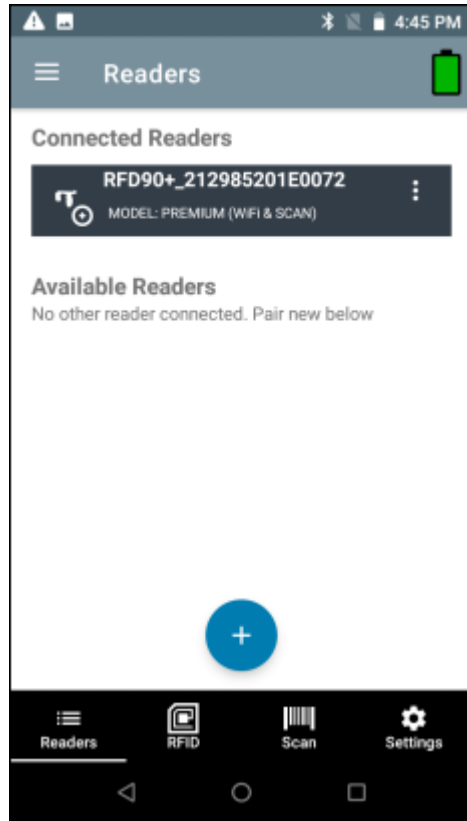 4:45 PM
Readers
Connected Readers
RFD90+_212985201E0072
MODEL: PREMIUM (WiFi & SCAN)
Available Readers
No other reader connected. Pair new below
Readers RFID Scan Settings